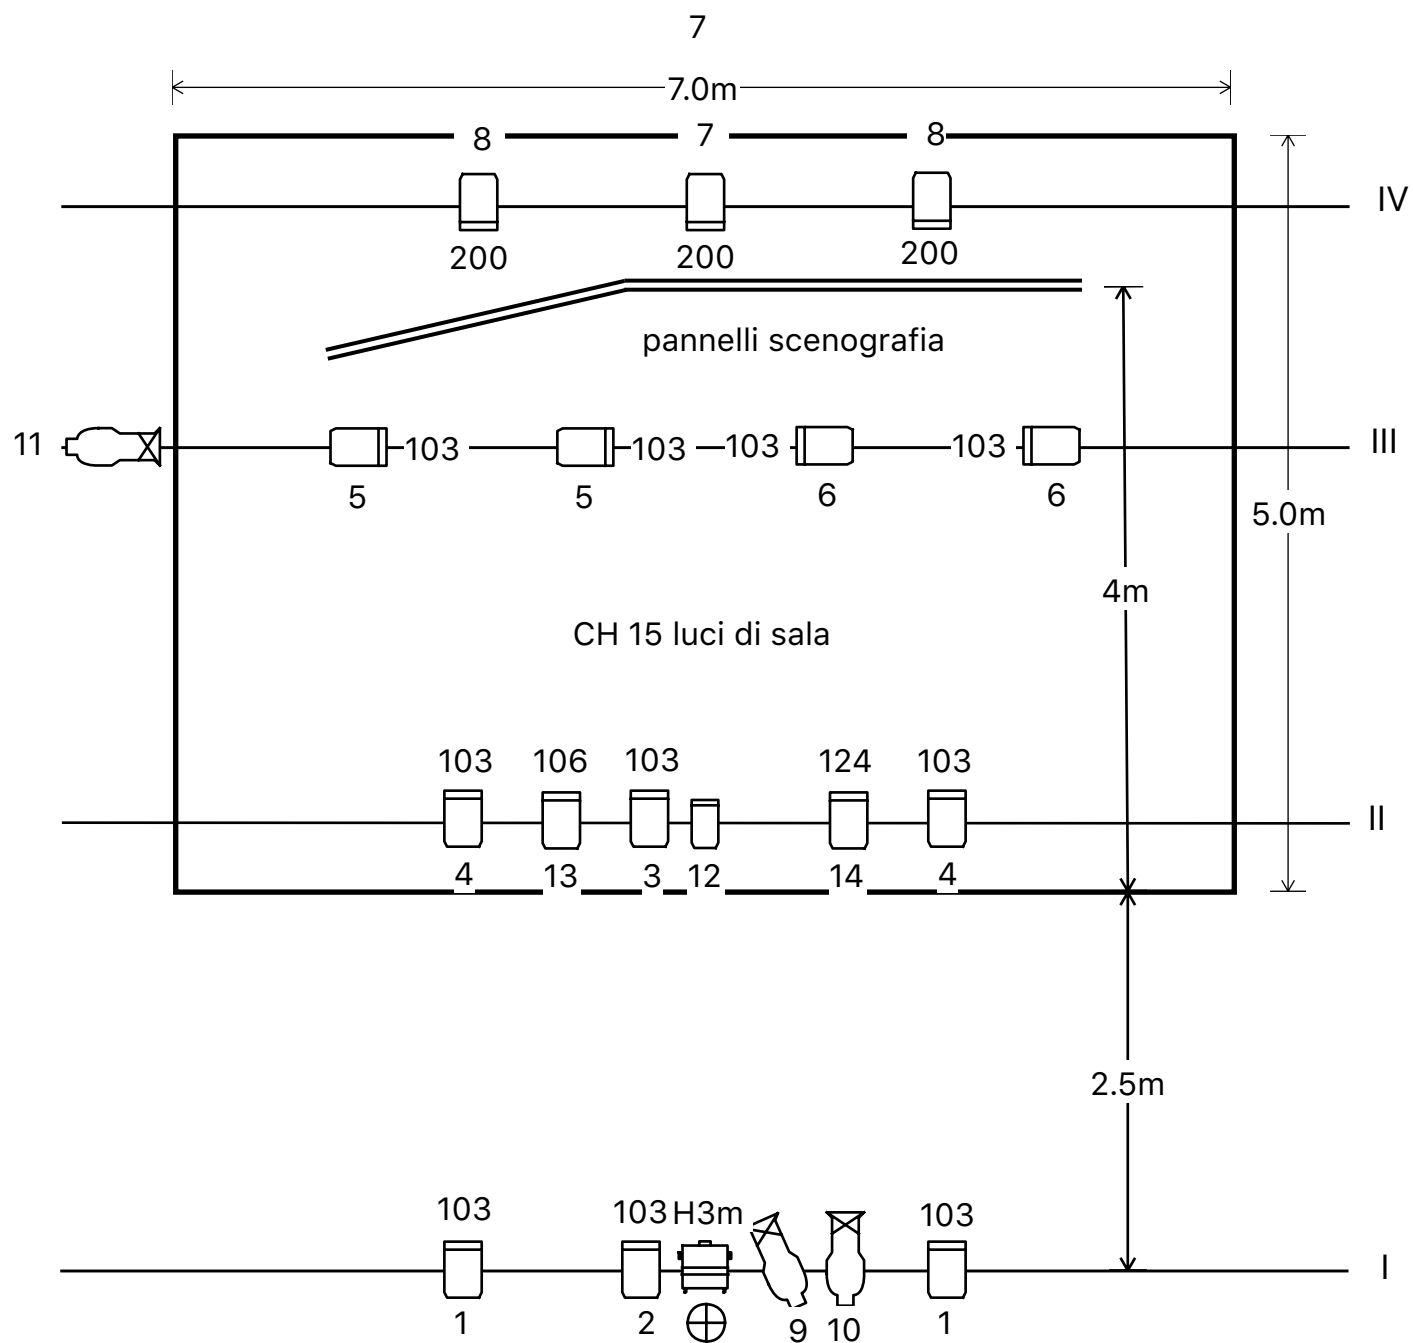 7
7.0m
8 7 8
IV
200 200 200
pannelli scenografia
11 103 103 103 103 III
5 5 6 6
5.0m
4m
CH 15 luci di sala
103 106 103 124 103
II
4 13 3 12 14 4
2.5m
103 103 H3m 103
I
1 2 9 10 1